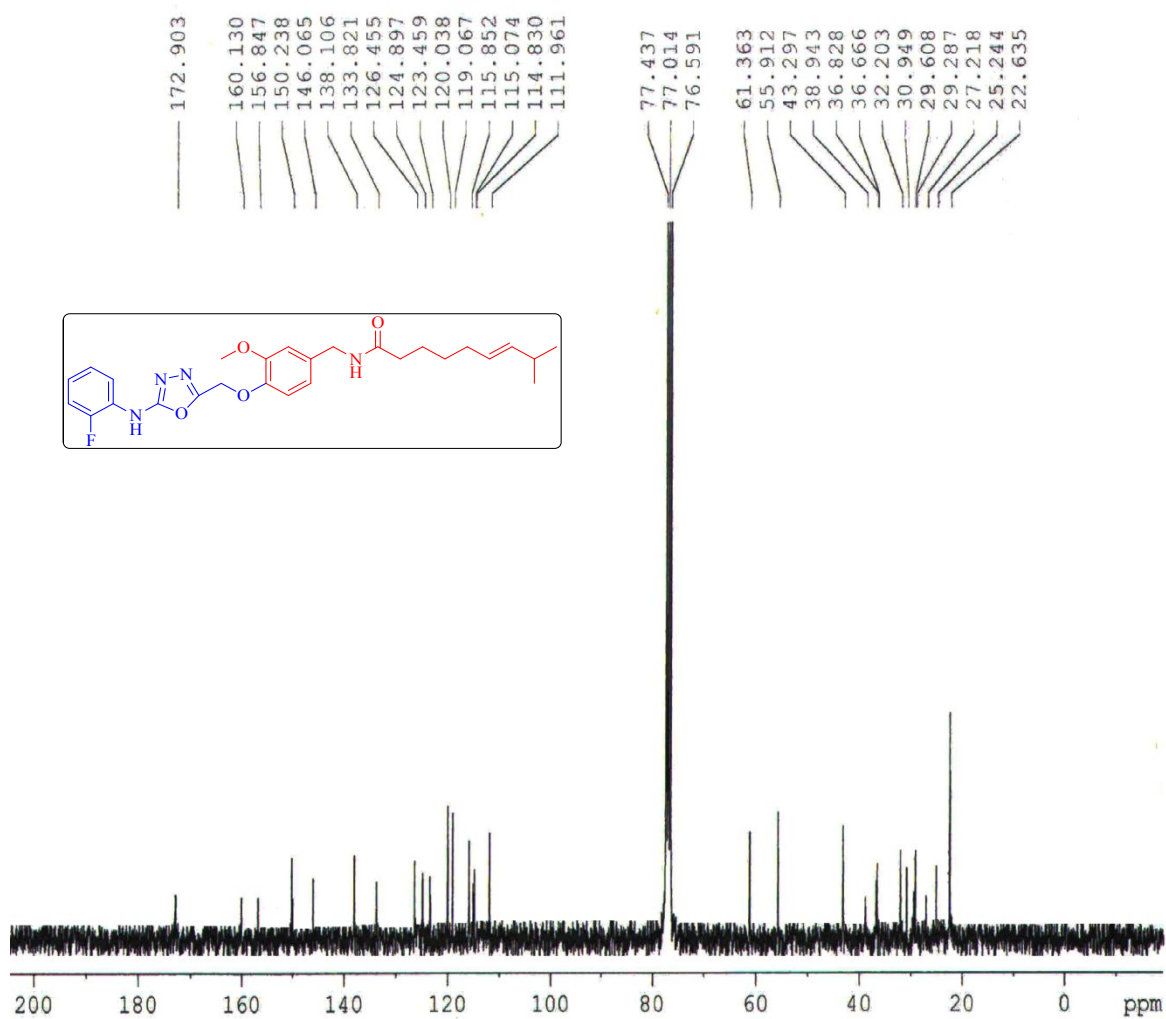 172.903
160.130
156.847
150.238
146.065
138.106
133.821
126.455
124.897
123.459
120.038
119.067
115.852
115.074
114.830
111.961
77.437
77.014
76.591
61.363
55.912
43.297
38.943
36.828
36.666
32.203
30.949
29.608
29.287
27.218
25.244
22.635
O
O
N
H
N
N
O
O
N
H
F
200 180 160 140 120 100 80 60 40 20 0 ppm